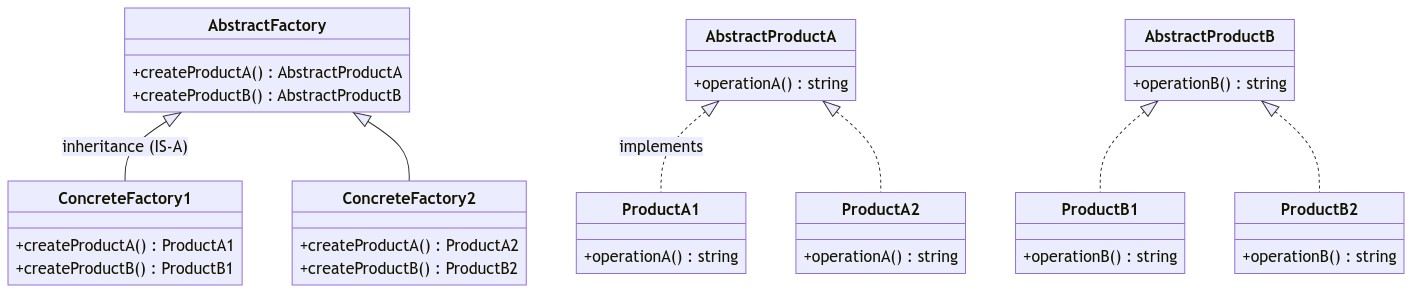 AbstractFactory
+createProductA() : AbstractProductA
+createProductB() : AbstractProductB
inheritance (IS-A)
ConcreteFactory1
+createProductA() : ProductA1
+createProductB() : ProductB1
ConcreteFactory2
+createProductA() : ProductA2
+createProductB() : ProductB2
AbstractProductA
+operationA() : string
implements
ProductA1
+operationA() : string
ProductA2
+operationA() : string
AbstractProductB
+operationB() : string
ProductB1
+operationB() : string
ProductB2
+operationB() : string